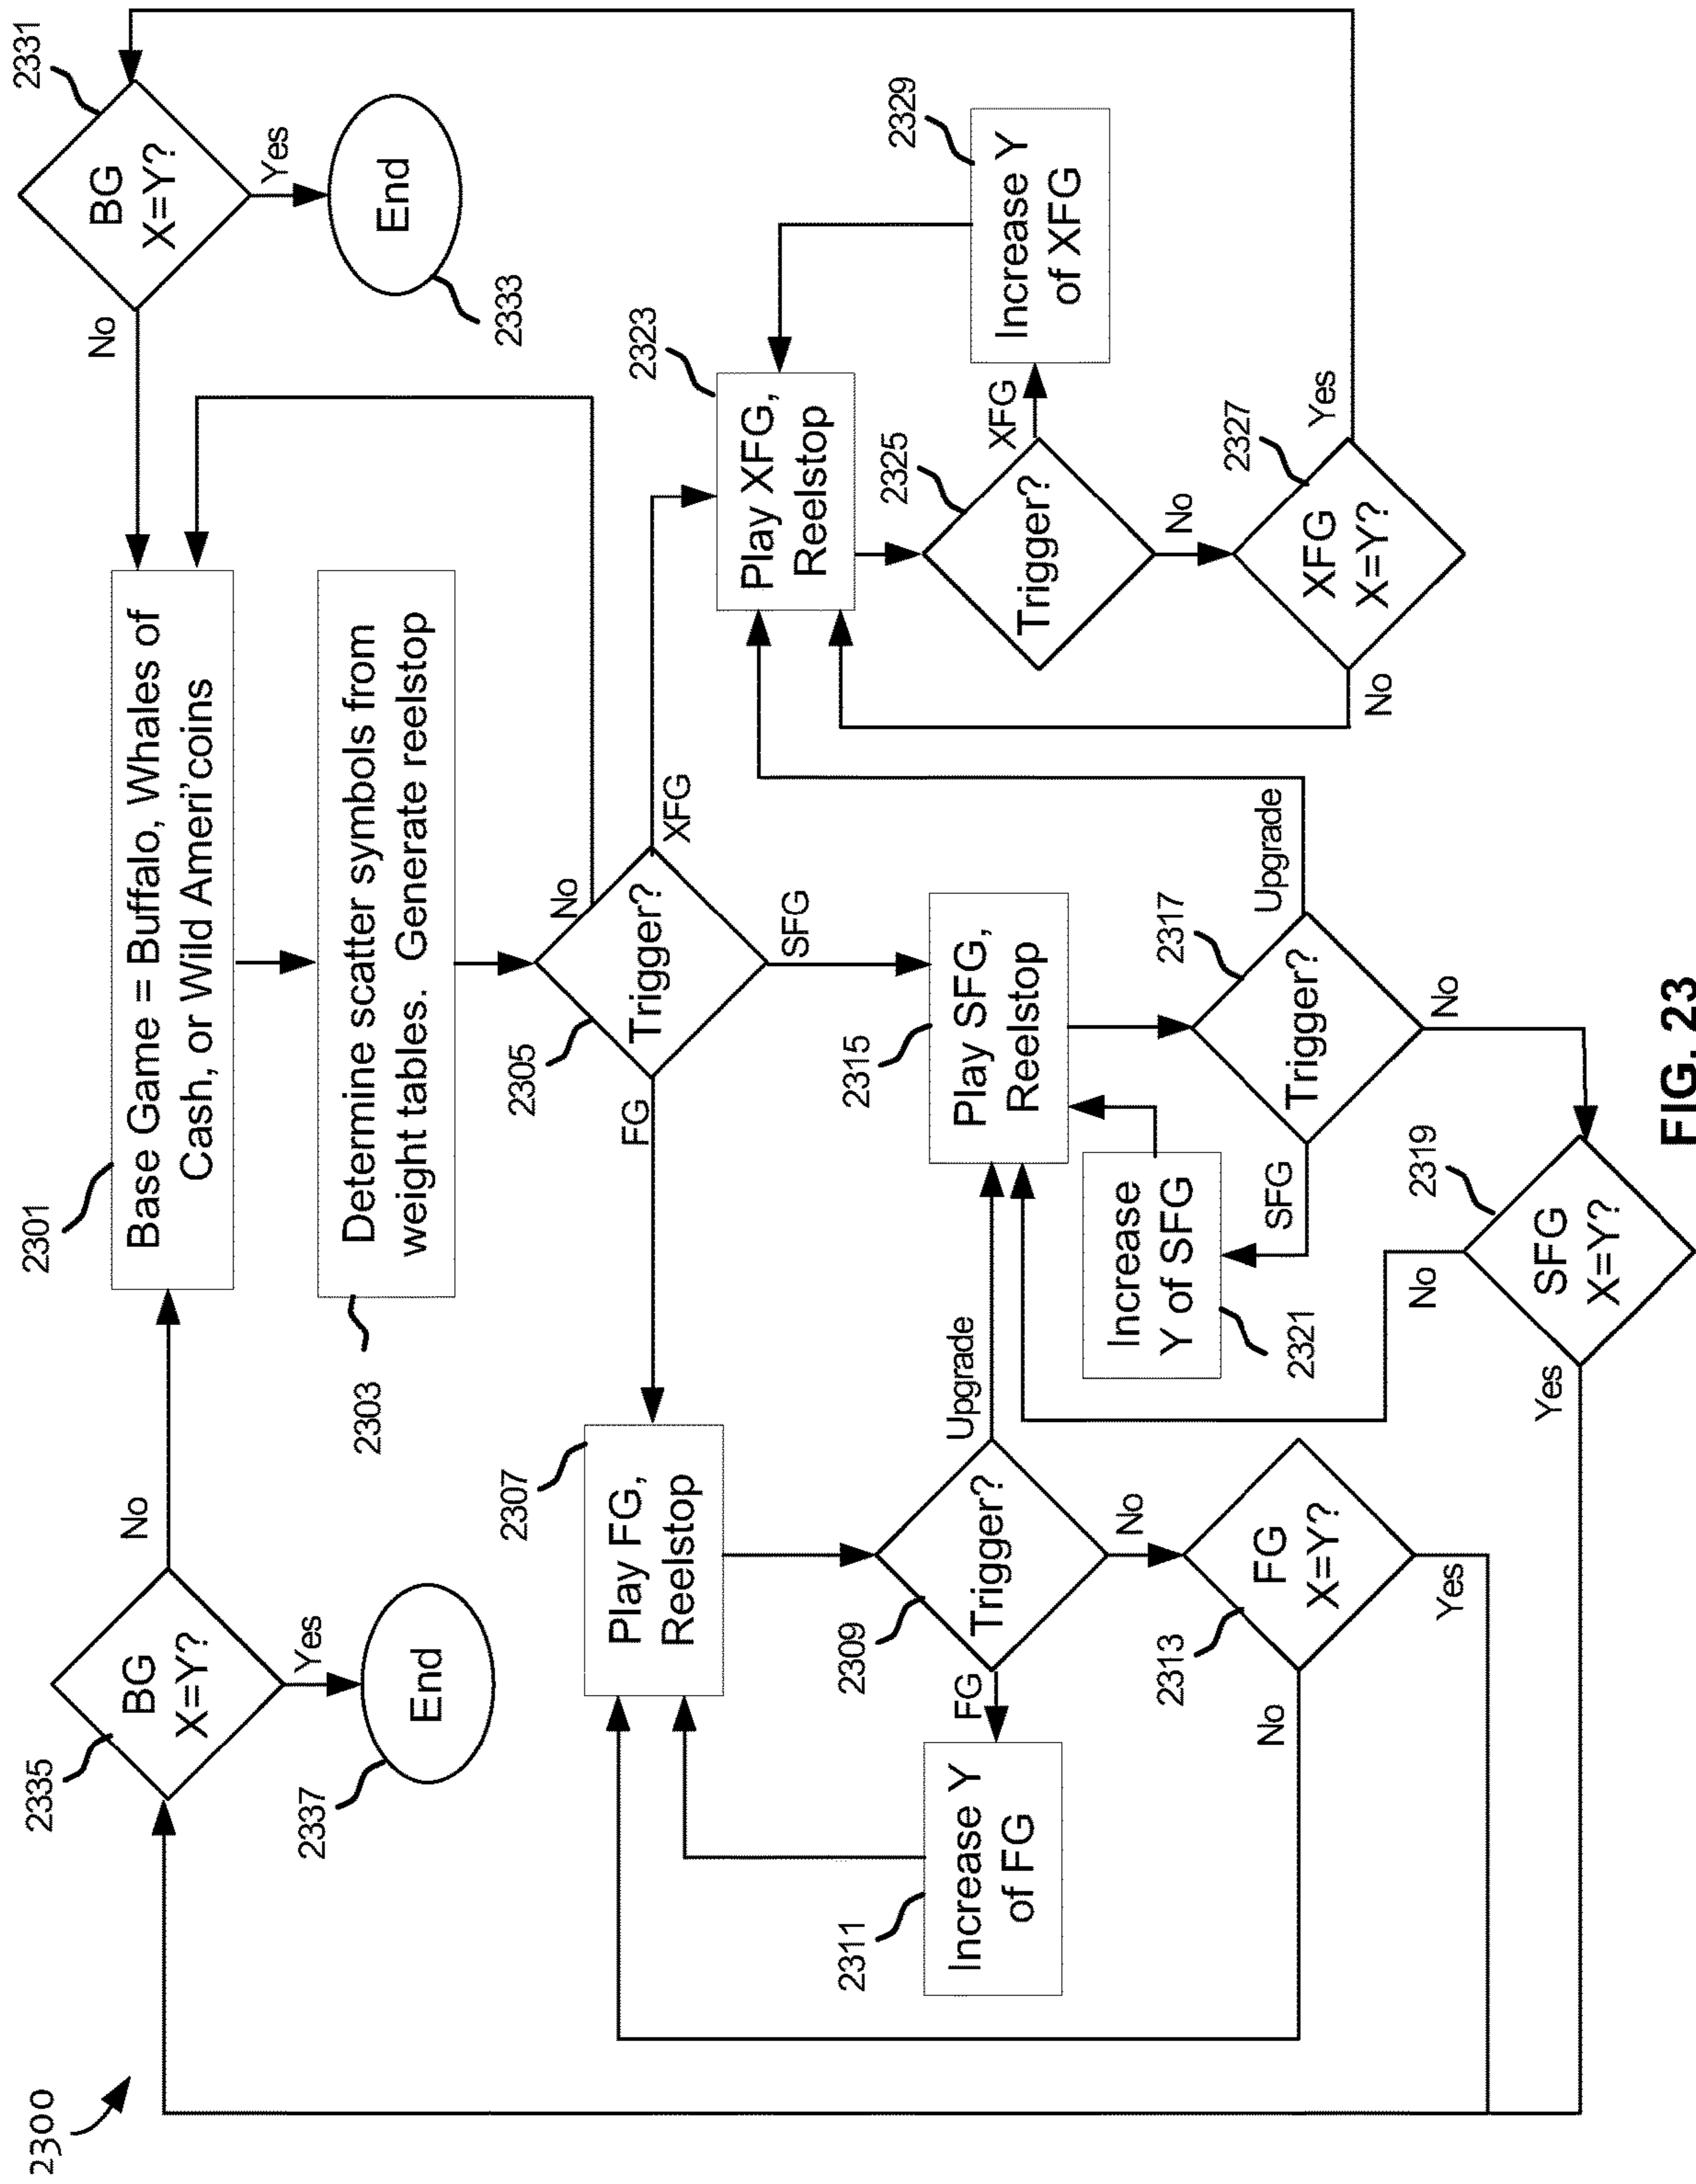 2300
2335
BG
X=Y?
No
Yes
End
2337
2301
Base Game = Buffalo, Whales of
Cash, or Wild Ameri'coins
No
2331
BG
X=Y?
Yes
End
2333
2303
Determine scatter symbols from
weight tables.  Generate reelstop
2305
Trigger?
No
FG
SFG
XFG
2307
Play FG,
Reelstop
2309
Trigger?
Upgrade
FG
No
2311
Increase Y
of FG
2313
FG
X=Y?
No
Yes
2315
Play SFG,
Reelstop
2317
Trigger?
Upgrade
SFG
No
2321
Increase
Y of SFG
2319
SFG
X=Y?
No
Yes
2323
Play XFG,
Reelstop
2325
Trigger?
XFG
No
2329
Increase Y
of XFG
2327
XFG
X=Y?
No
Yes
FIG. 23